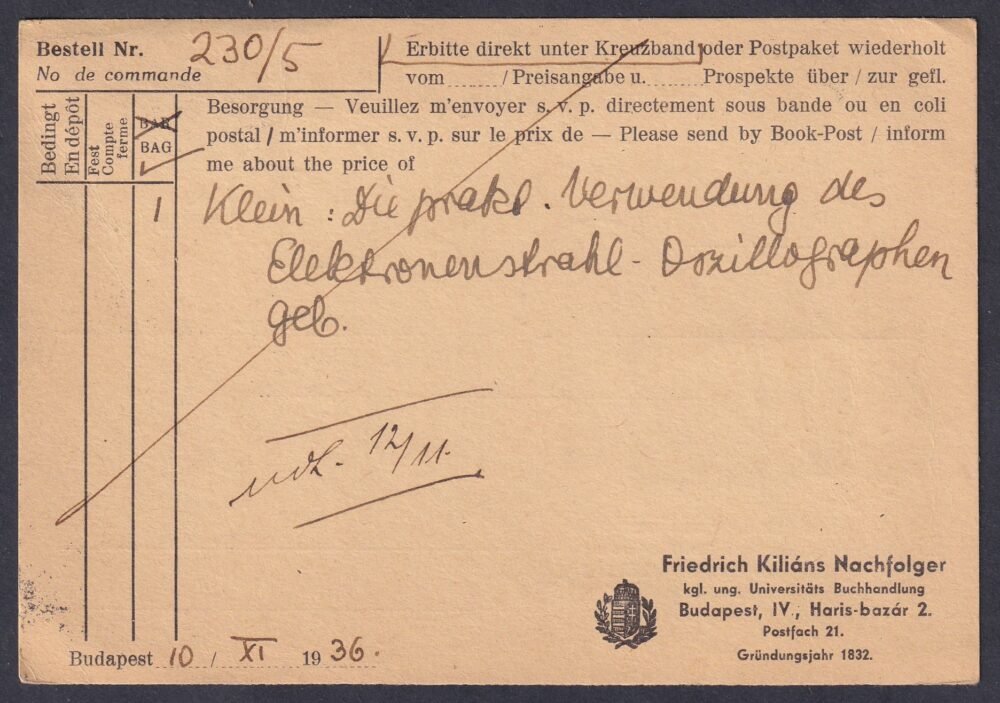 Bestell Nr. 230/5
No de commande
Erbitte direkt unter Kreuzband oder Postpaket wiederholt
vom ........ / Preisangabe u. ........ Prospekte über / zur gefl.
Besorgung — Veuillez m'envoyer s. v. p. directement sous bande ou en coli
postal / m'informer s. v. p. sur le prix de — Please send by Book-Post / inform
me about the price of
Bedingt
En dépôt
Fest
Compte
ferme
BAR
BAG
1
Klein: Die prakt. Verwendung des
Elektronenstrahl-Oszillographen
geb.
12/11.
Friedrich Kiliáns Nachfolger
kgl. ung. Universitäts Buchhandlung
Budapest, IV., Haris-bazár 2.
Postfach 21.
Gründungsjahr 1832.
Budapest 10 / XI 1936.